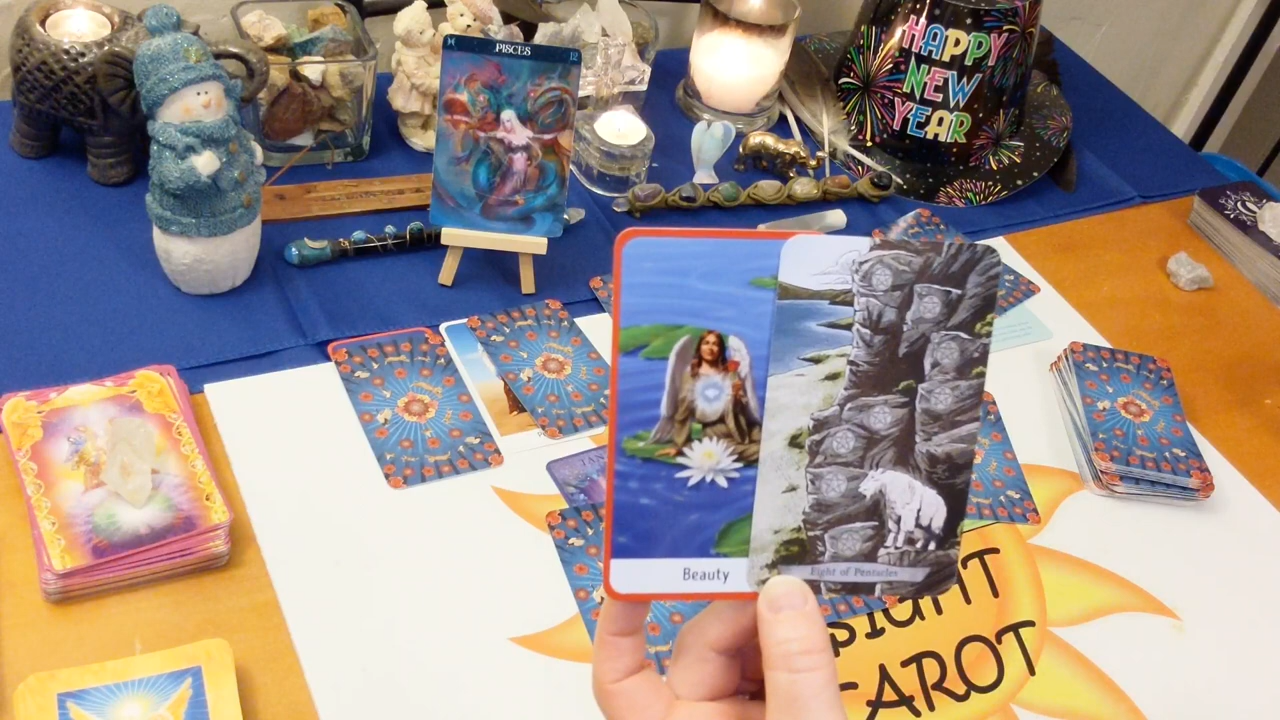 PISCES
12
HAPPY
NEW
YEAR
Beauty
Eight of Pentacles
SIGHT
TAROT